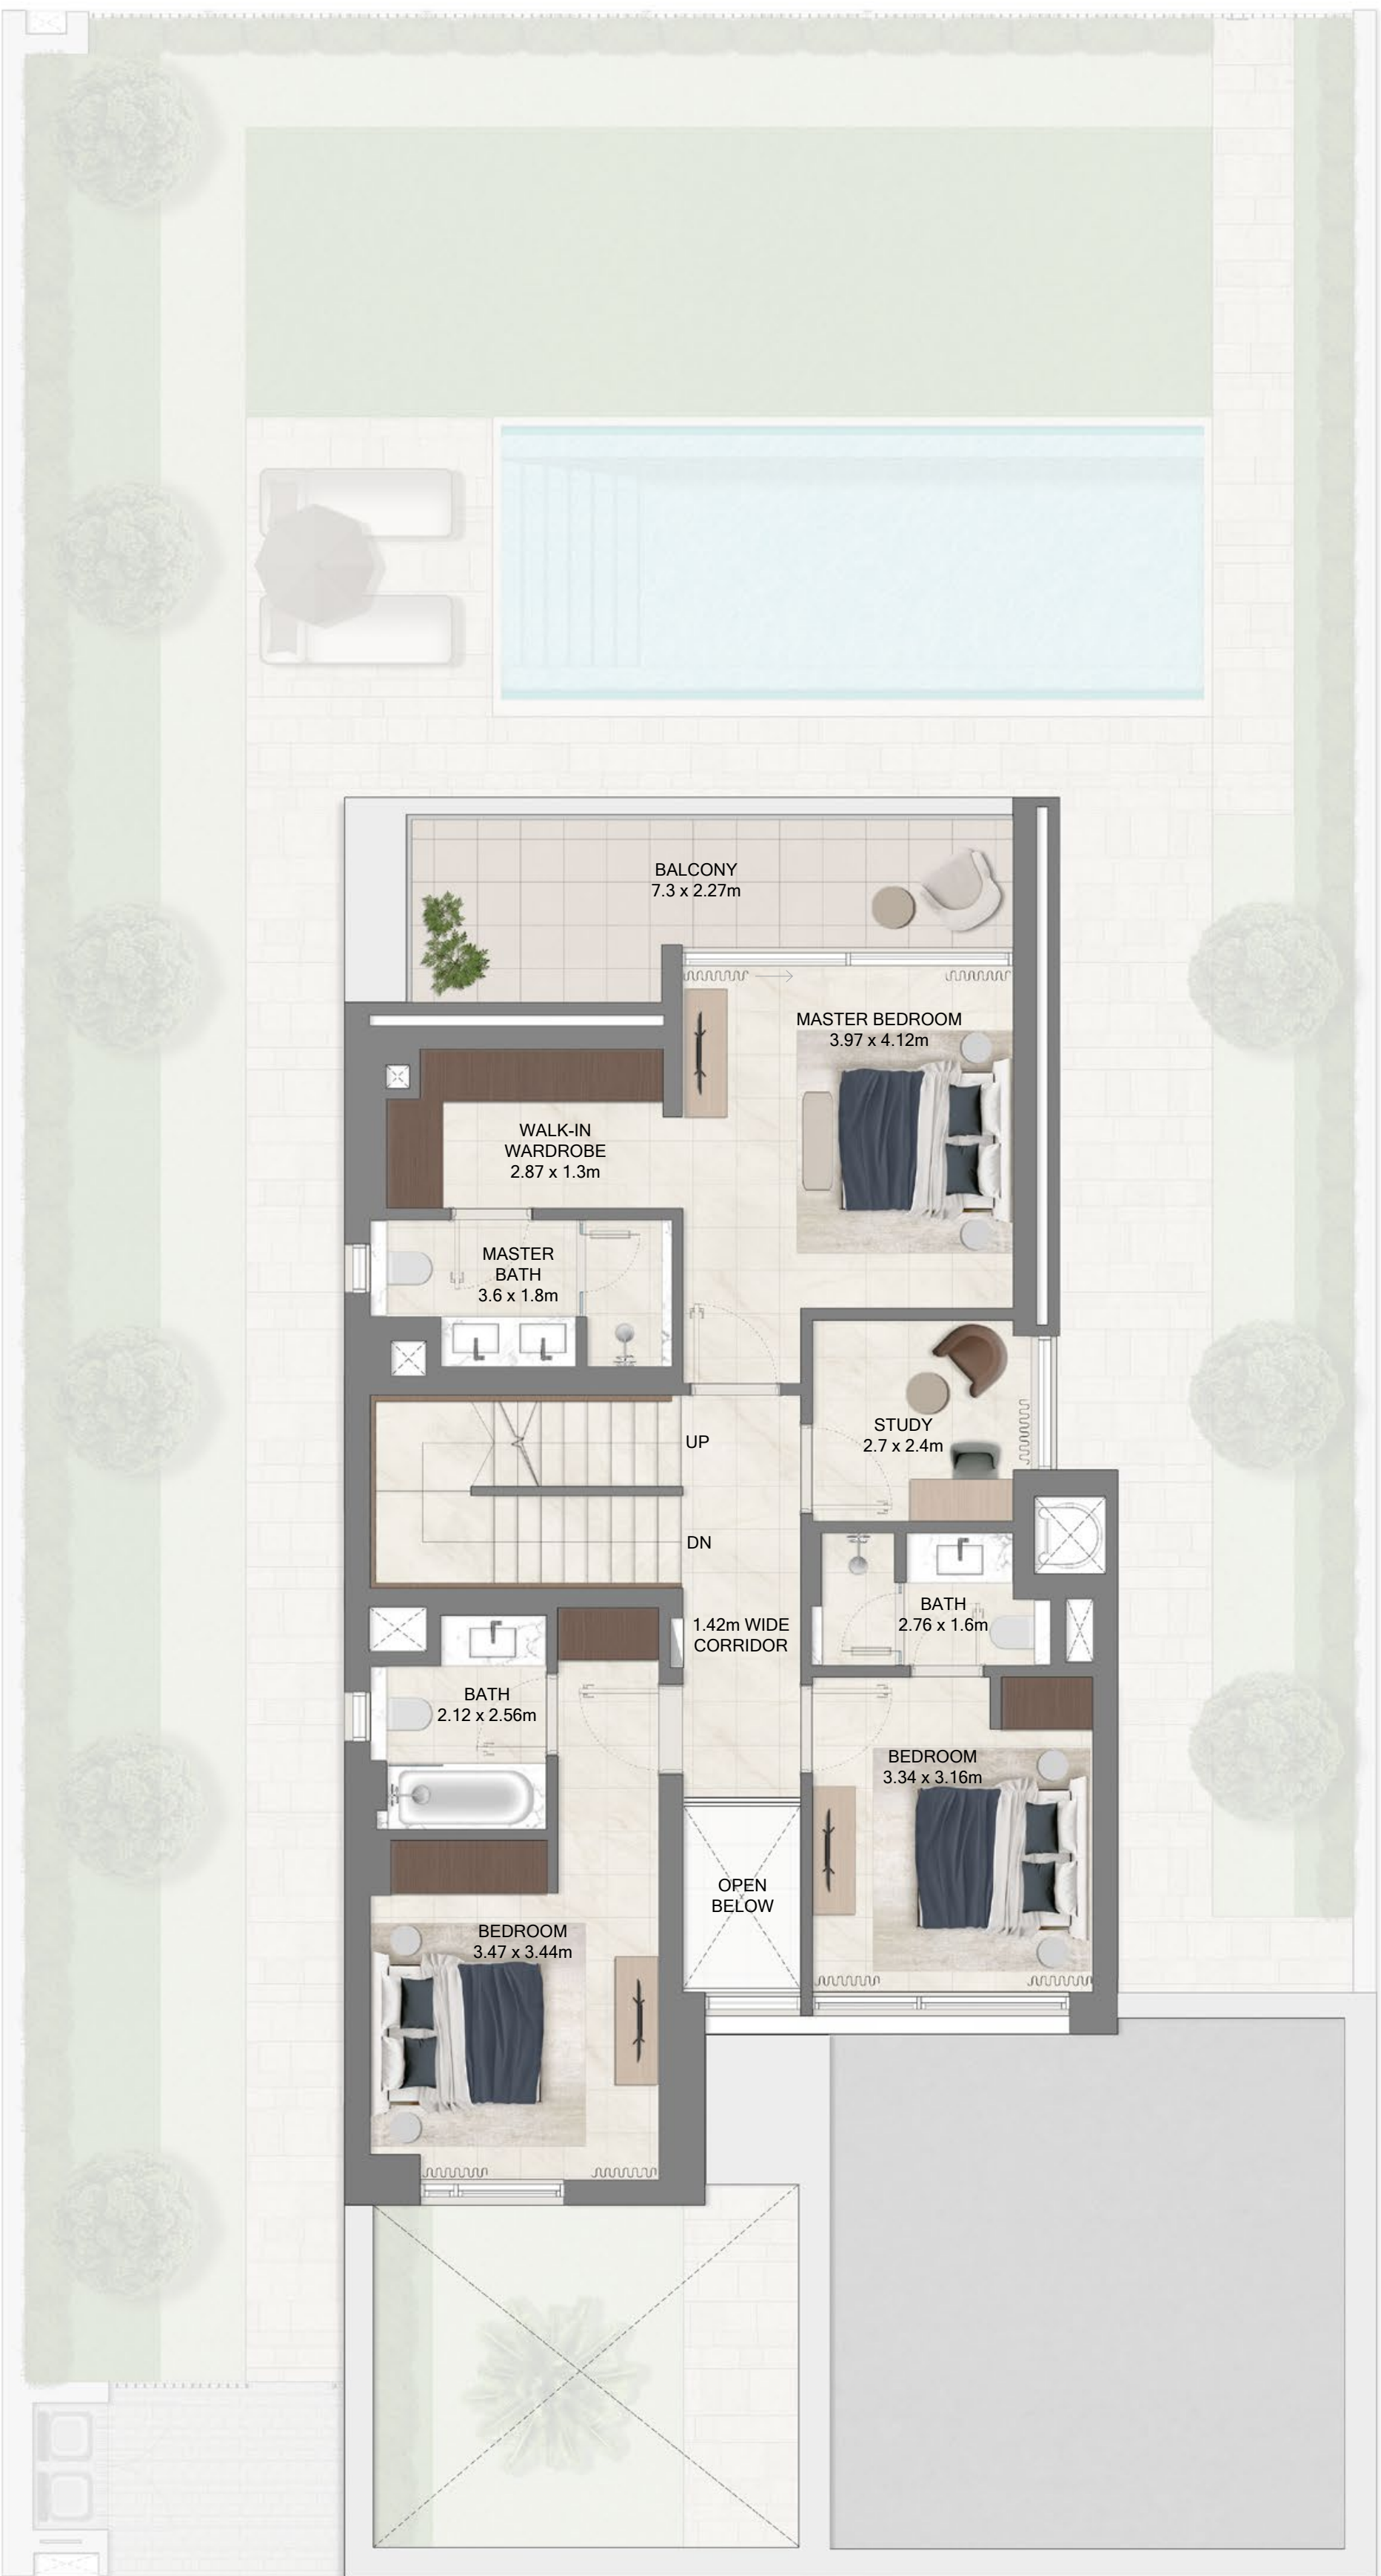 BALCONY
7.3 x 2.27m
MASTER BEDROOM
3.97 x 4.12m
WALK-IN
WARDROBE
2.87 x 1.3m
MASTER
BATH
3.6 x 1.8m
STUDY
2.7 x 2.4m
UP
DN
BATH
2.76 x 1.6m
1.42m WIDE
CORRIDOR
BATH
2.12 x 2.56m
BEDROOM
3.34 x 3.16m
OPEN
BELOW
BEDROOM
3.47 x 3.44m